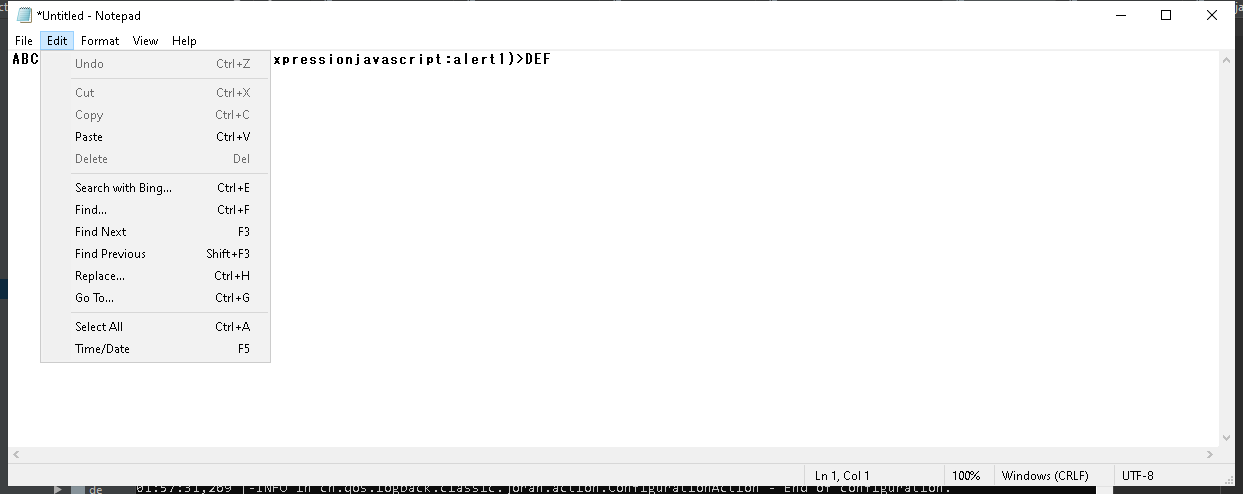 *Untitled - Notepad
File Edit Format View Help
ABC xpressionjavascript:alert1)>DEF
Undo Ctrl+Z
Cut Ctrl+X
Copy Ctrl+C
Paste Ctrl+V
Delete Del
Search with Bing... Ctrl+E
Find... Ctrl+F
Find Next F3
Find Previous Shift+F3
Replace... Ctrl+H
Go To... Ctrl+G
Select All Ctrl+A
Time/Date F5
Ln 1, Col 1 100% Windows (CRLF) UTF-8
de 01:57:31,269 |-INFO in ch.qos.logback.classic.joran.action.ConfigurationAction - End of configuration.